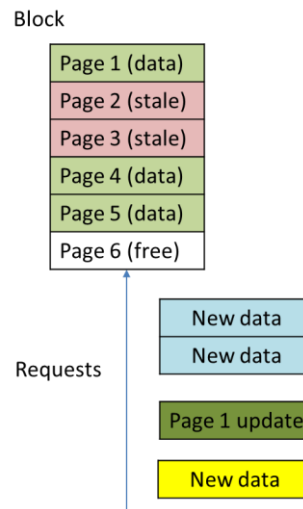 Block
Page 1 (data)
Page 2 (stale)
Page 3 (stale)
Page 4 (data)
Page 5 (data)
Page 6 (free)
New data
New data
Requests
Page 1 update
New data